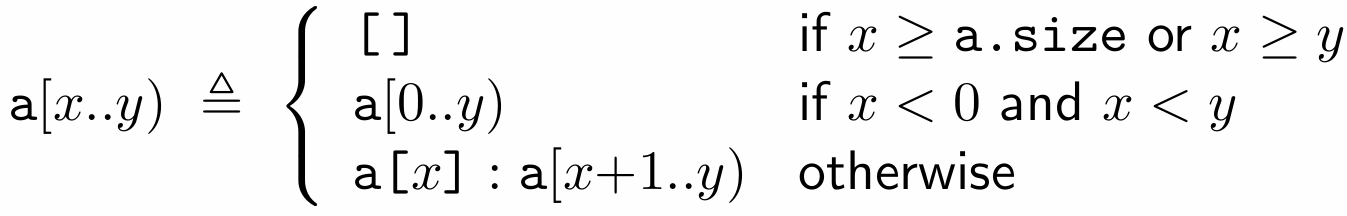 [] if x ≥ a.size or x ≥ y
a[x..y) ≜ { a[0..y) if x < 0 and x < y
a[x] : a[x+1..y) otherwise